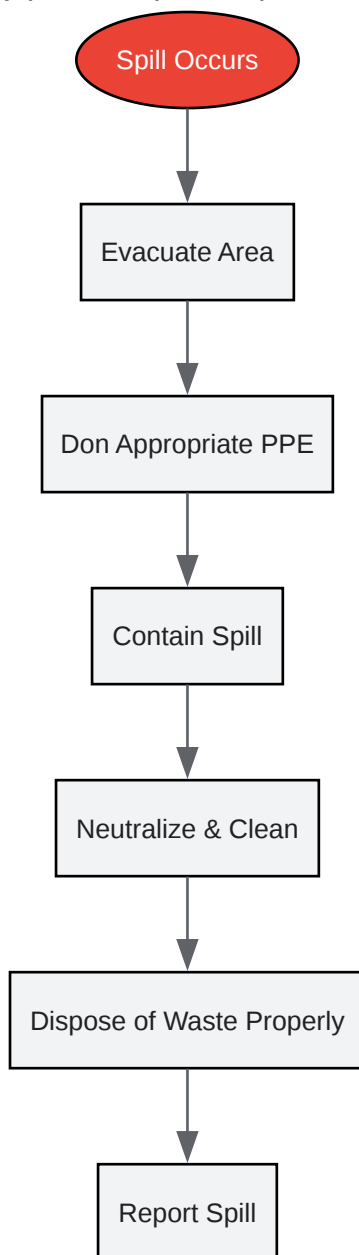 Spill Occurs
Evacuate Area
Don Appropriate PPE
Contain Spill
Neutralize & Clean
Dispose of Waste Properly
Report Spill